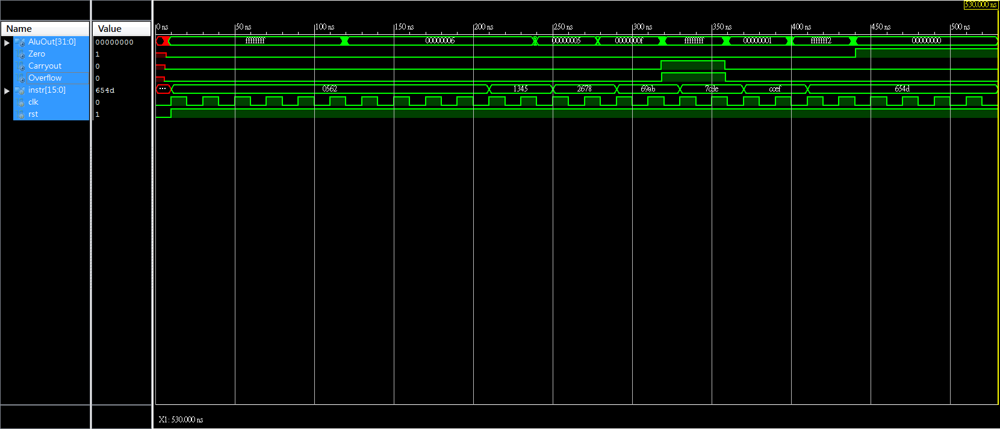 530.000 ns
Name Value
0 ns 50 ns 100 ns 150 ns 200 ns 250 ns 300 ns 350 ns 400 ns 450 ns 500 ns
AluOut[31:0] 00000000 ffffffff 00000006 00000005 0000000f ffffffff 00000001 fffffff2 00000000
Zero 1
Carryout 0
Overflow 0
instr[15:0] 654d ... 0562 1345 2678 69ab 7cde ccef 654d
clk 0
rst 1
X1: 530.000 ns